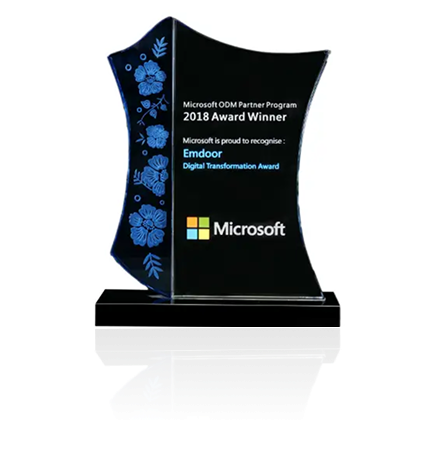 Microsoft ODM Partner Program
2018 Award Winner
Microsoft is proud to recognise :
Emdoor
Digital Transformation Award
Microsoft